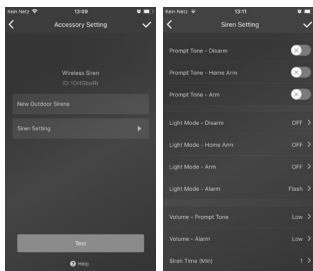 Kein Netz 13:09
Accessory Setting
Wireless Siren
New Outdoor Sirene
Siren Setting
Test
Help
Kein Netz 13:11
Siren Setting
Prompt Tone - Disarm
Prompt Tone - Home Arm
Prompt Tone - Arm
Light Mode - Disarm OFF
Light Mode - Home Arm OFF
Light Mode - Arm OFF
Light Mode - Alarm Flash
Volume - Prompt Tone Low
Volume - Alarm Low
Siren Time (Min) 1